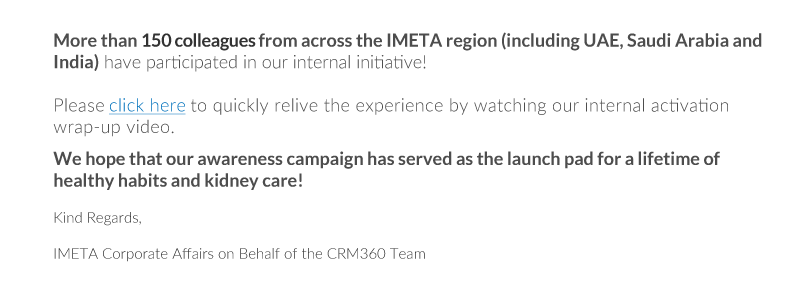 More than 150 colleagues from across the IMETA region (including UAE, Saudi Arabia and
India) have participated in our internal initiative!
Please click here to quickly relive the experience by watching our internal activation
wrap-up video.
We hope that our awareness campaign has served as the launch pad for a lifetime of
healthy habits and kidney care!
Kind Regards,
IMETA Corporate Affairs on Behalf of the CRM360 Team